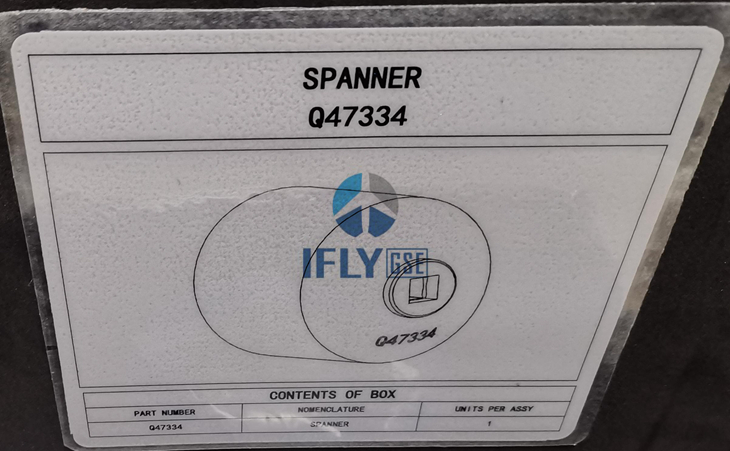 SPANNER
Q47334
IFLY GSE
Q47334
CONTENTS OF BOX
PART NUMBER NOMENCLATURE UNITS PER ASSY
Q47334 SPANNER 1